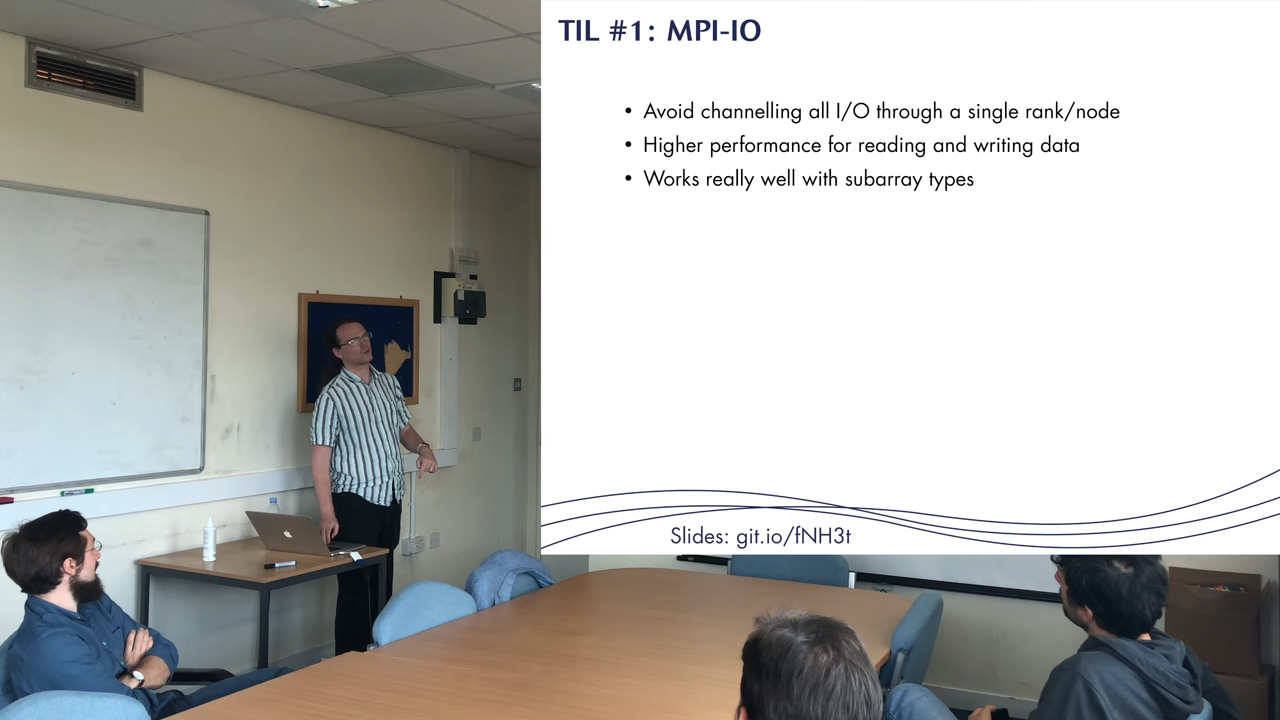 TIL #1: MPI-IO
• Avoid channelling all I/O through a single rank/node
• Higher performance for reading and writing data
• Works really well with subarray types
Slides: git.io/fNH3t